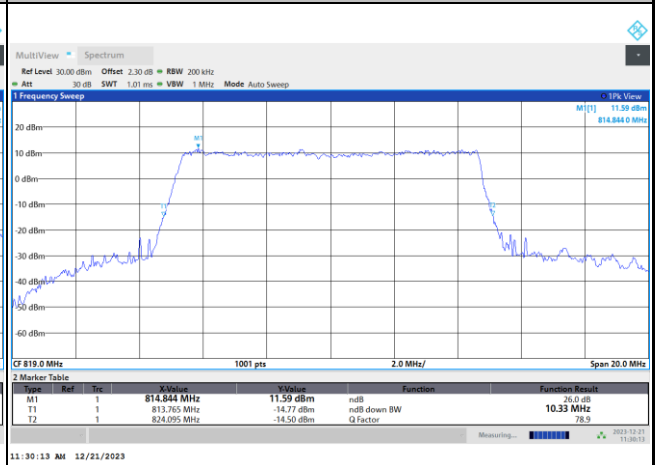 MultiView Spectrum
Ref Level 30.00 dBm Offset 2.30 dB RBW 200 kHz
Att 30 dB SWT 1.01 ms VBW 1 MHz Mode Auto Sweep
1 Frequency Sweep 1Pk View
M1[1] 11.59 dBm
814.844 0 MHz
20 dBm
M1
10 dBm
0 dBm
-10 dBm
T1 T2
-20 dBm
-30 dBm
-40 dBm
-50 dBm
-60 dBm
CF 819.0 MHz 1001 pts 2.0 MHz/ Span 20.0 MHz
2 Marker Table
Type Ref Trc X-Value Y-Value Function Function Result
M1 1 814.844 MHz 11.59 dBm ndB 26.0 dB
T1 1 813.765 MHz -14.77 dBm ndB down BW 10.33 MHz
T2 1 824.095 MHz -14.50 dBm Q Factor 78.9
Measuring... 2023-12-21
11:30:13
11:30:13 AM 12/21/2023